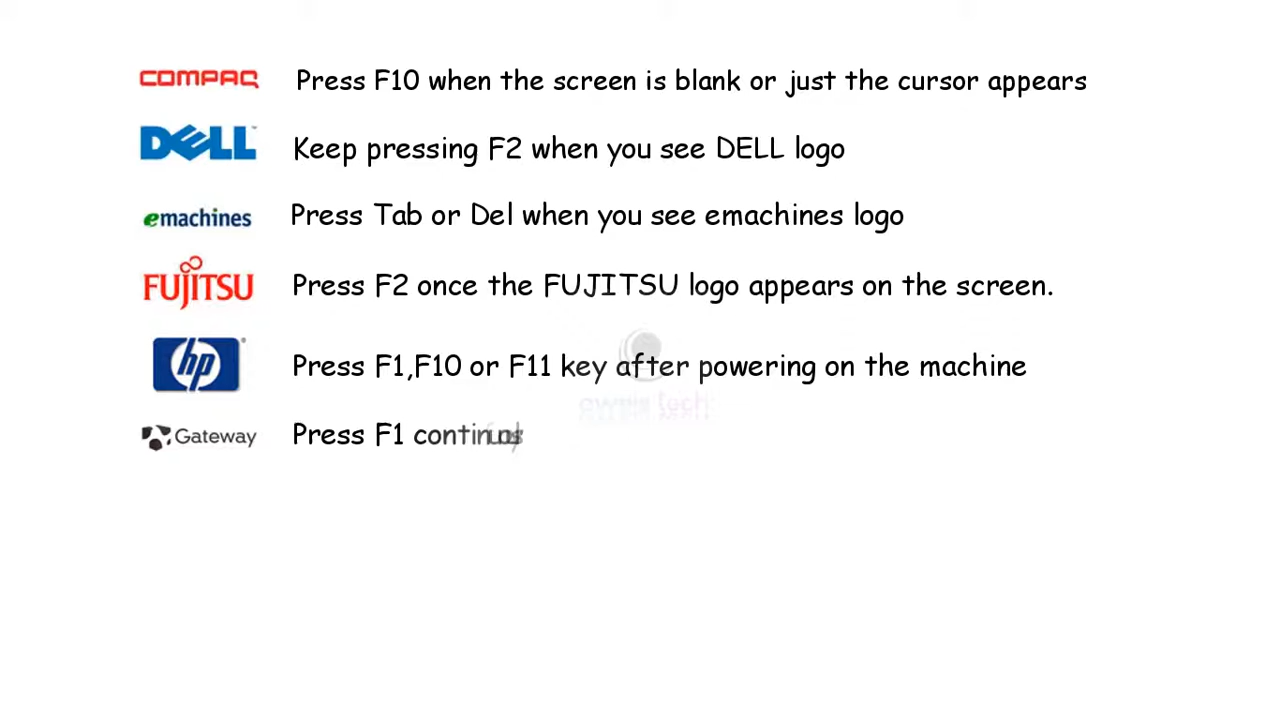 COMPAQ Press F10 when the screen is blank or just the cursor appears
DELL Keep pressing F2 when you see DELL logo
emachines Press Tab or Del when you see emachines logo
FUJITSU Press F2 once the FUJITSU logo appears on the screen.
hp Press F1,F10 or F11 key after powering on the machine
Gateway Press F1